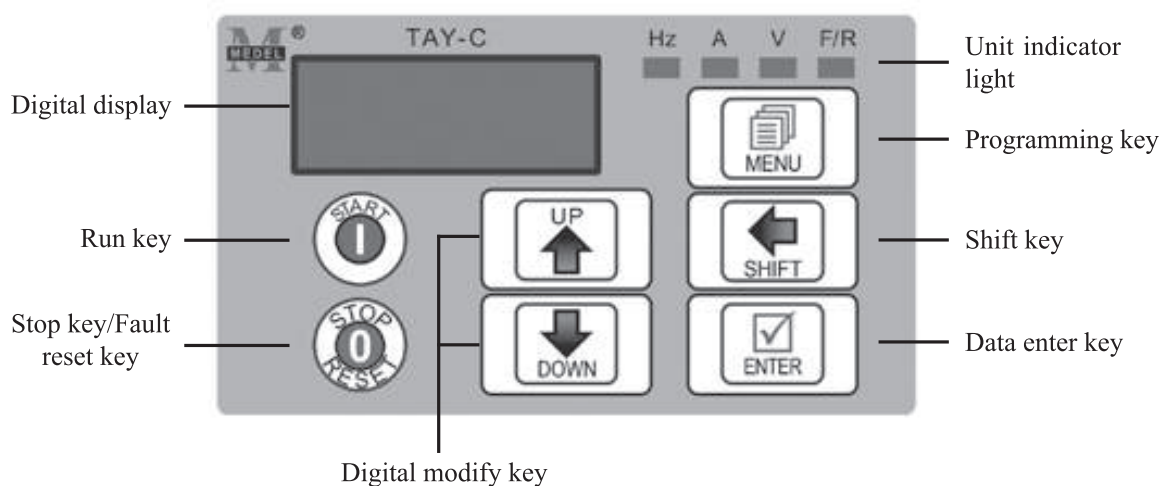 MEDEL
®
TAY-C
Hz A V F/R
Unit indicator
light
Digital display
MENU
Programming key
START
Run key
UP
SHIFT
Shift key
STOP
0
RESET
Stop key/Fault
reset key
DOWN
ENTER
Data enter key
Digital modify key